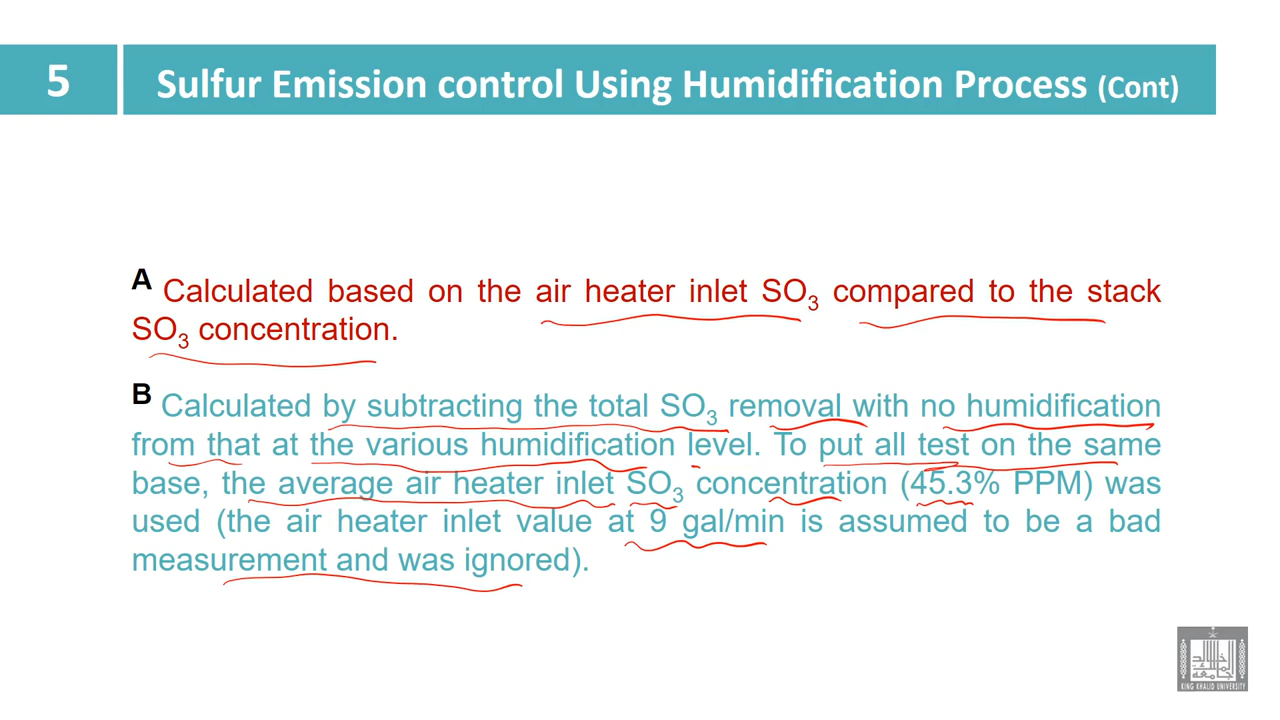 5
Sulfur Emission control Using Humidification Process (Cont)
A Calculated based on the air heater inlet SO3 compared to the stack
SO3 concentration.
B Calculated by subtracting the total SO3 removal with no humidification
from that at the various humidification level. To put all test on the same
base, the average air heater inlet SO3 concentration (45.3% PPM) was
used (the air heater inlet value at 9 gal/min is assumed to be a bad
measurement and was ignored).
KING KHALID UNIVERSITY